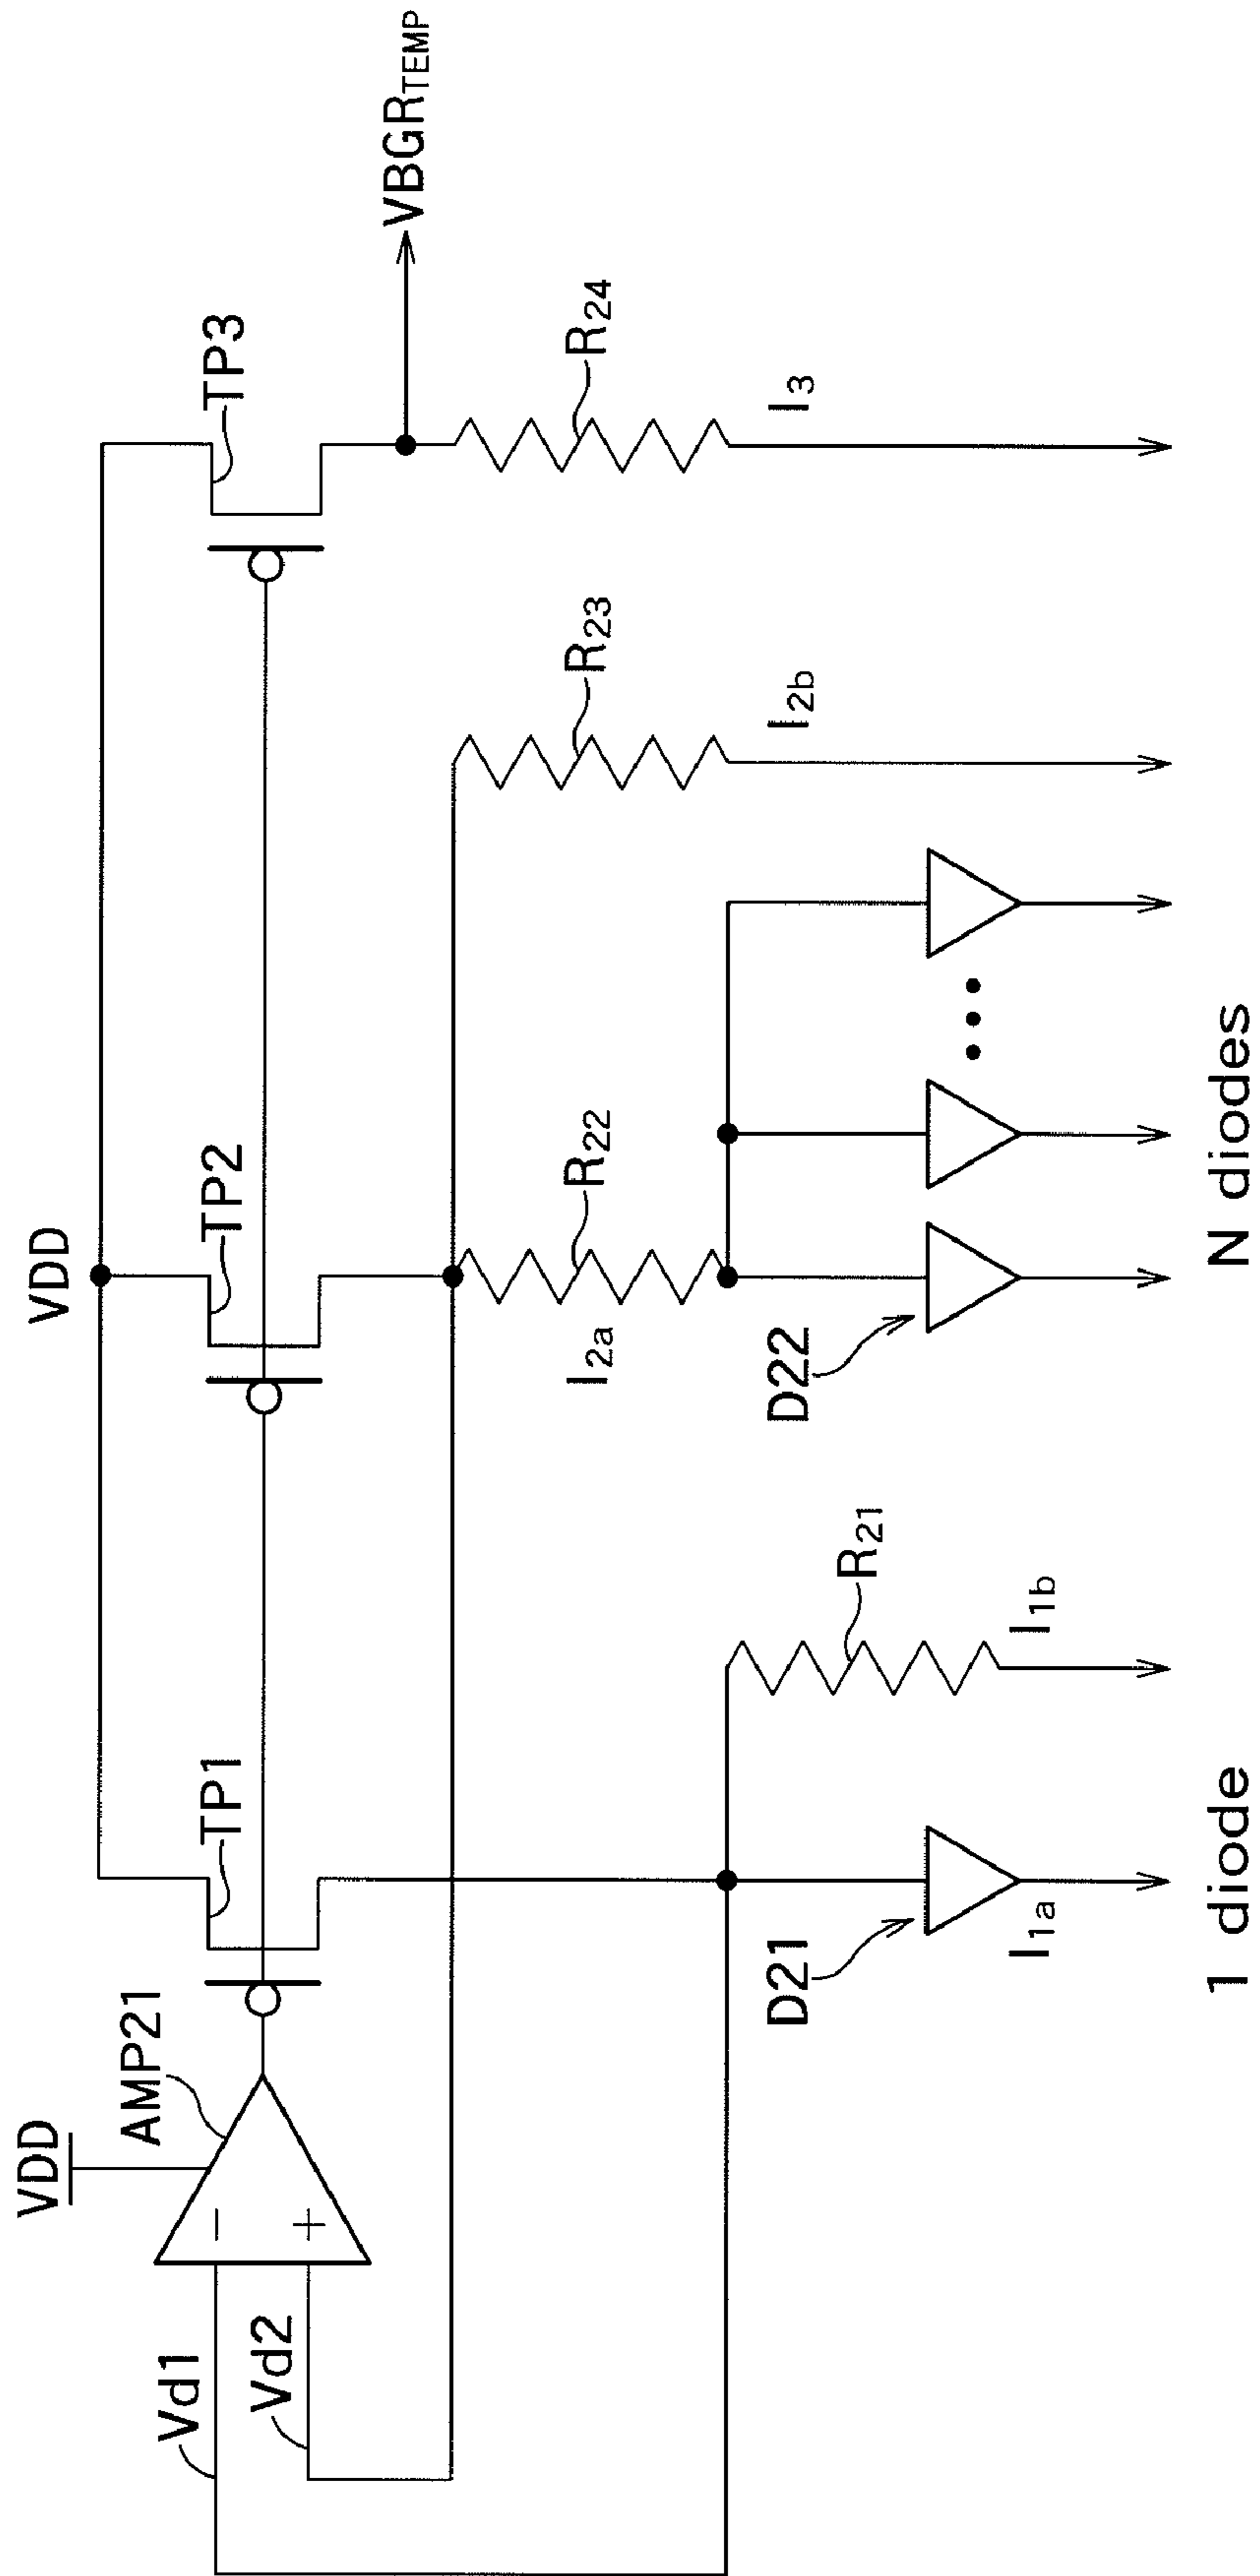 VDD
VDD
AMP21
TP1
TP2
TP3
Vd1
Vd2
−
+
VBGRTEMP
I2a
R22
R23
R24
D21
R21
D22
I2b
I3
I1a
I1b
1 diode
N diodes